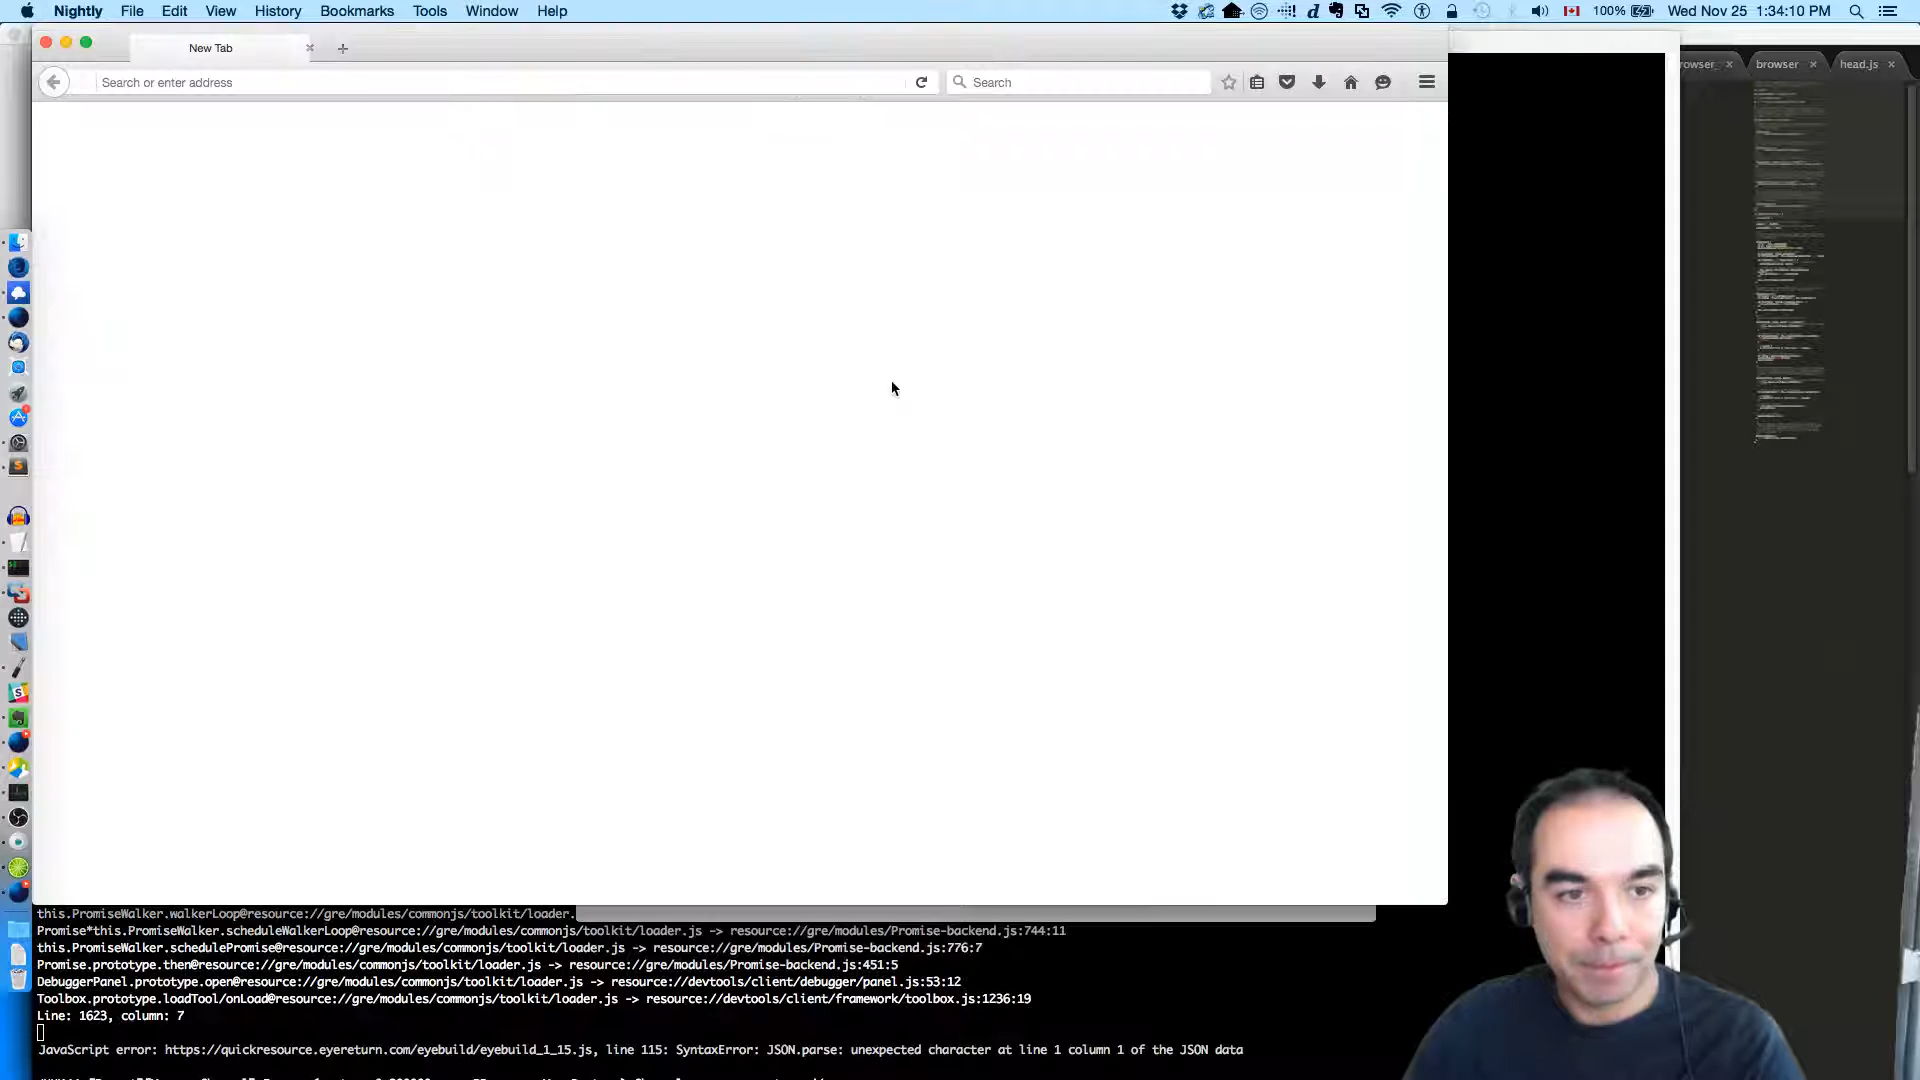 Nightly File Edit View History Bookmarks Tools Window Help 100% Wed Nov 25 1:34:10 PM
New Tab
browser head.js
Search or enter address Search
this.PromiseWalker.walkerLoop@resource://gre/modules/commonjs/toolkit/loader.
Promise*this.PromiseWalker.scheduleWalkerLoop@resource://gre/modules/commonjs/toolkit/loader.js -> resource://gre/modules/Promise-backend.js:744:11
this.PromiseWalker.schedulePromise@resource://gre/modules/commonjs/toolkit/loader.js -> resource://gre/modules/Promise-backend.js:776:7
Promise.prototype.then@resource://gre/modules/commonjs/toolkit/loader.js -> resource://gre/modules/Promise-backend.js:451:5
DebuggerPanel.prototype.open@resource://gre/modules/commonjs/toolkit/loader.js -> resource://devtools/client/debugger/panel.js:53:12
Toolbox.prototype.loadTool/onLoad@resource://gre/modules/commonjs/toolkit/loader.js -> resource://devtools/client/framework/toolbox.js:1236:19
Line: 1623, column: 7
JavaScript error: https://quickresource.eyereturn.com/eyebuild/eyebuild_1_15.js, line 115: SyntaxError: JSON.parse: unexpected character at line 1 column 1 of the JSON data